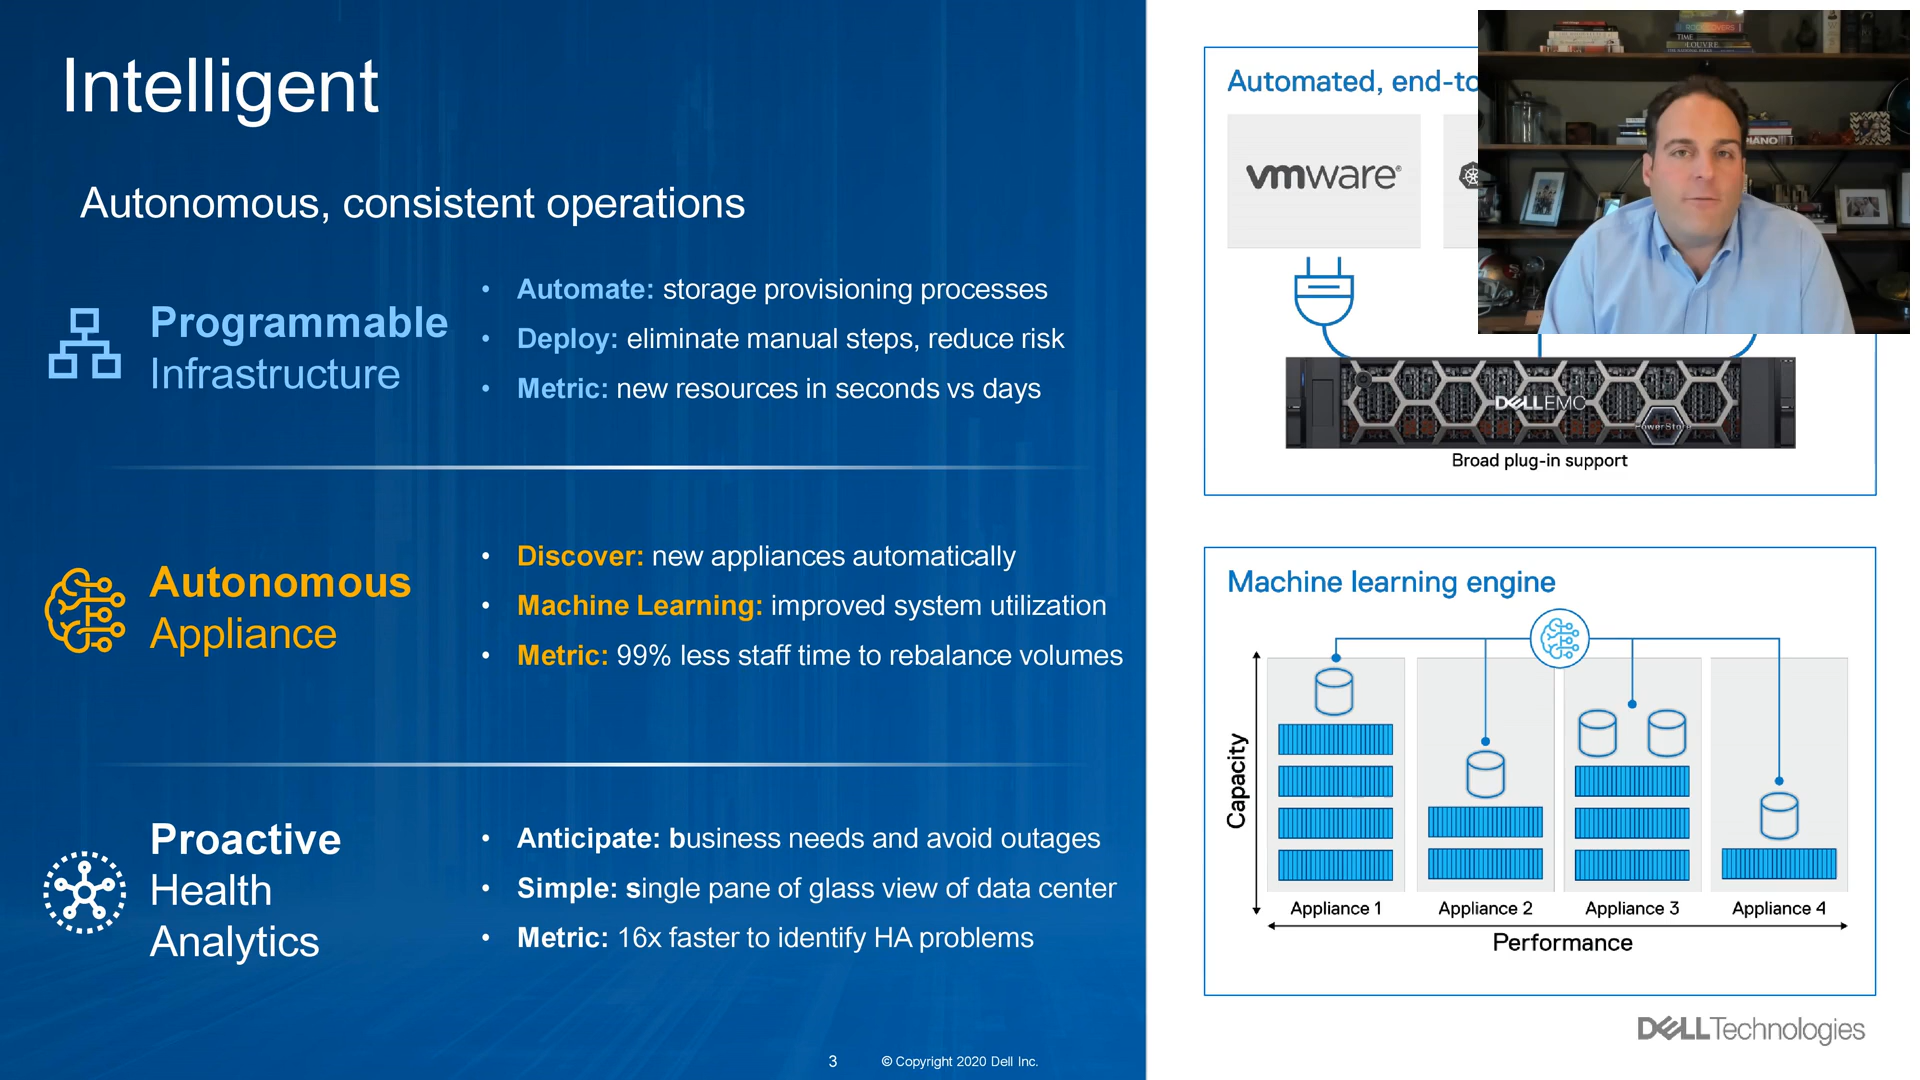 Intelligent
Autonomous, consistent operations
Programmable
Infrastructure
• Automate: storage provisioning processes
• Deploy: eliminate manual steps, reduce risk
• Metric: new resources in seconds vs days
Autonomous
Appliance
• Discover: new appliances automatically
• Machine Learning: improved system utilization
• Metric: 99% less staff time to rebalance volumes
Proactive
Health
Analytics
• Anticipate: business needs and avoid outages
• Simple: single pane of glass view of data center
• Metric: 16x faster to identify HA problems
3 © Copyright 2020 Dell Inc.
Automated, end-to
vmware®
TIME
LOUVRE
PIANO
DELLEMC
PowerStore
Broad plug-in support
Machine learning engine
Capacity
Appliance 1 Appliance 2 Appliance 3 Appliance 4
Performance
DELLTechnologies